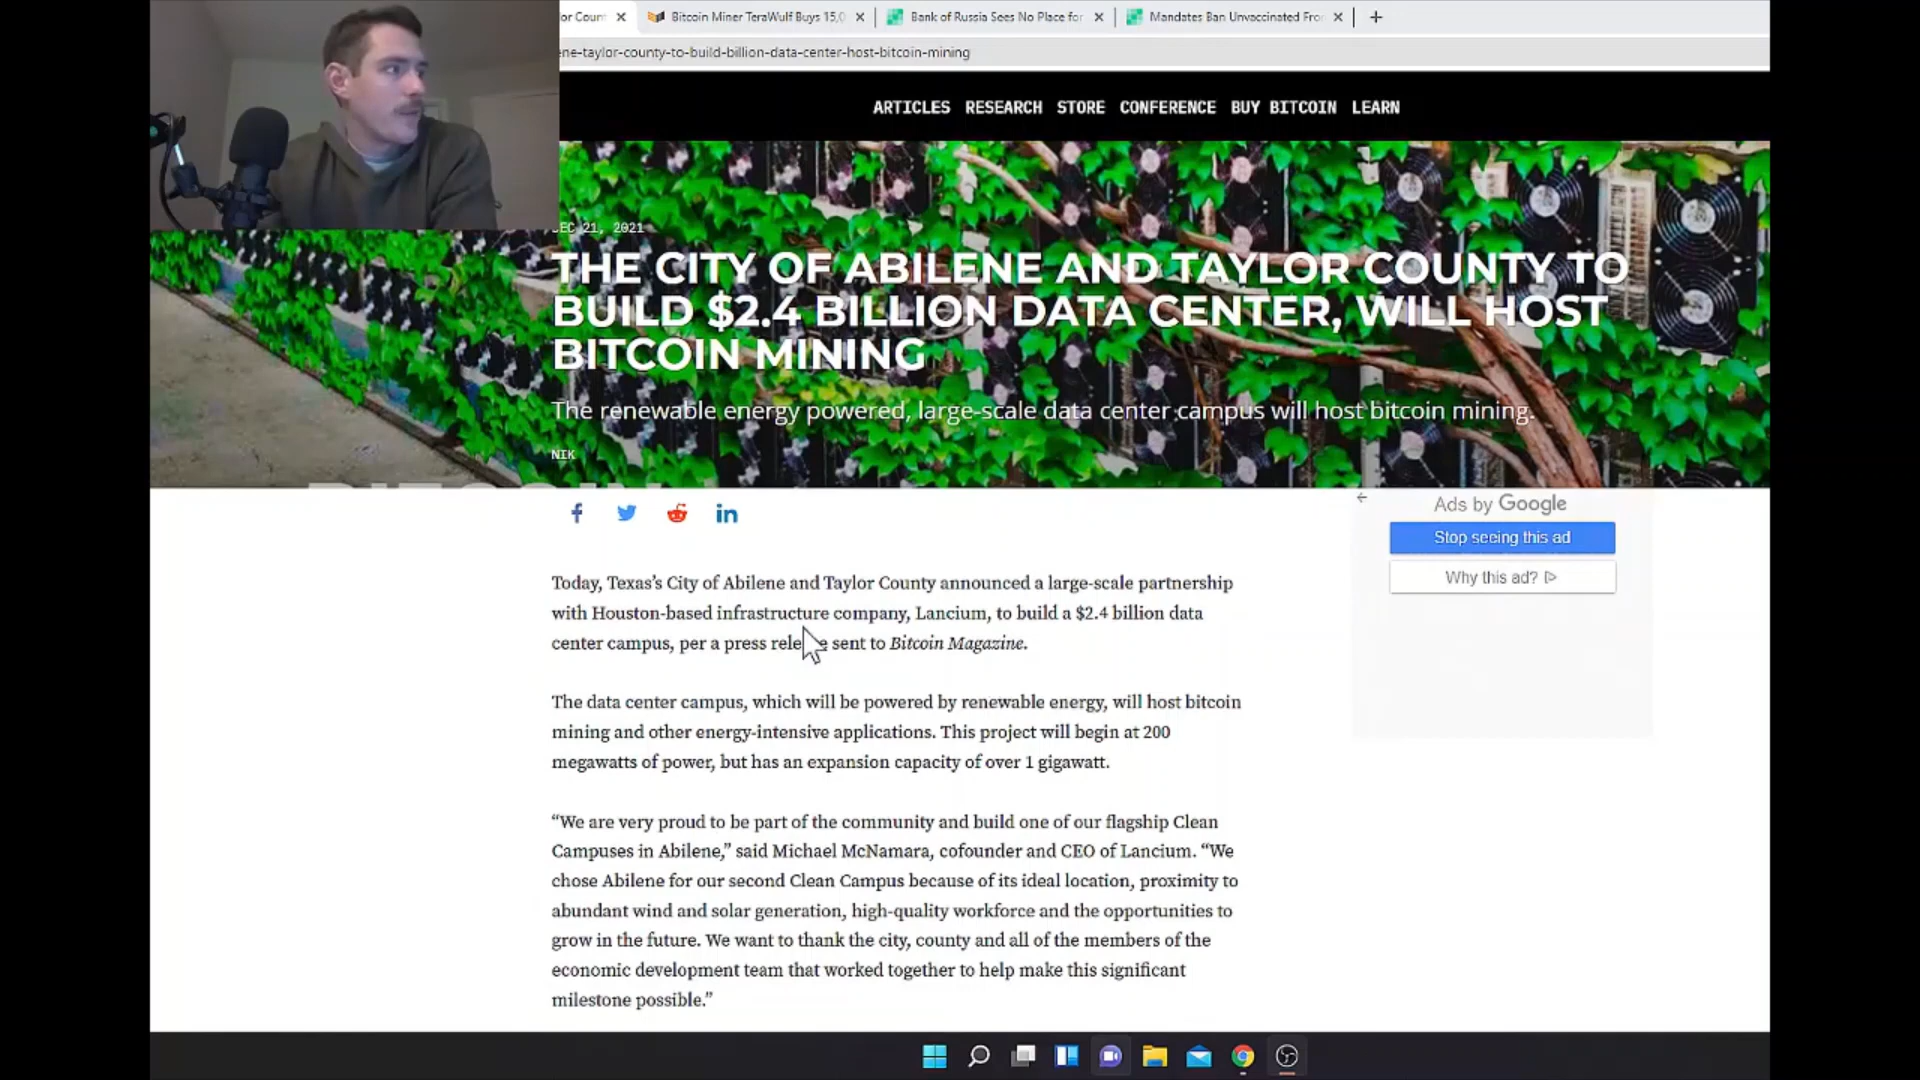 or Coun
Bitcoin Miner TeraWulf Buys 15,0
Bank of Russia Sees No Place for
Mandates Ban Unvaccinated Fro
ene-taylor-county-to-build-billion-data-center-host-bitcoin-mining
ARTICLES RESEARCH STORE CONFERENCE BUY BITCOIN LEARN
DEC 21, 2021
THE CITY OF ABILENE AND TAYLOR COUNTY TO
BUILD $2.4 BILLION DATA CENTER, WILL HOST
BITCOIN MINING
The renewable energy powered, large-scale data center campus will host bitcoin mining.
NIK
Ads by Google
Stop seeing this ad
Why this ad?
Today, Texas’s City of Abilene and Taylor County announced a large-scale partnership
with Houston-based infrastructure company, Lancium, to build a $2.4 billion data
center campus, per a press release sent to Bitcoin Magazine.
The data center campus, which will be powered by renewable energy, will host bitcoin
mining and other energy-intensive applications. This project will begin at 200
megawatts of power, but has an expansion capacity of over 1 gigawatt.
“We are very proud to be part of the community and build one of our flagship Clean
Campuses in Abilene,” said Michael McNamara, cofounder and CEO of Lancium. “We
chose Abilene for our second Clean Campus because of its ideal location, proximity to
abundant wind and solar generation, high-quality workforce and the opportunities to
grow in the future. We want to thank the city, county and all of the members of the
economic development team that worked together to help make this significant
milestone possible.”